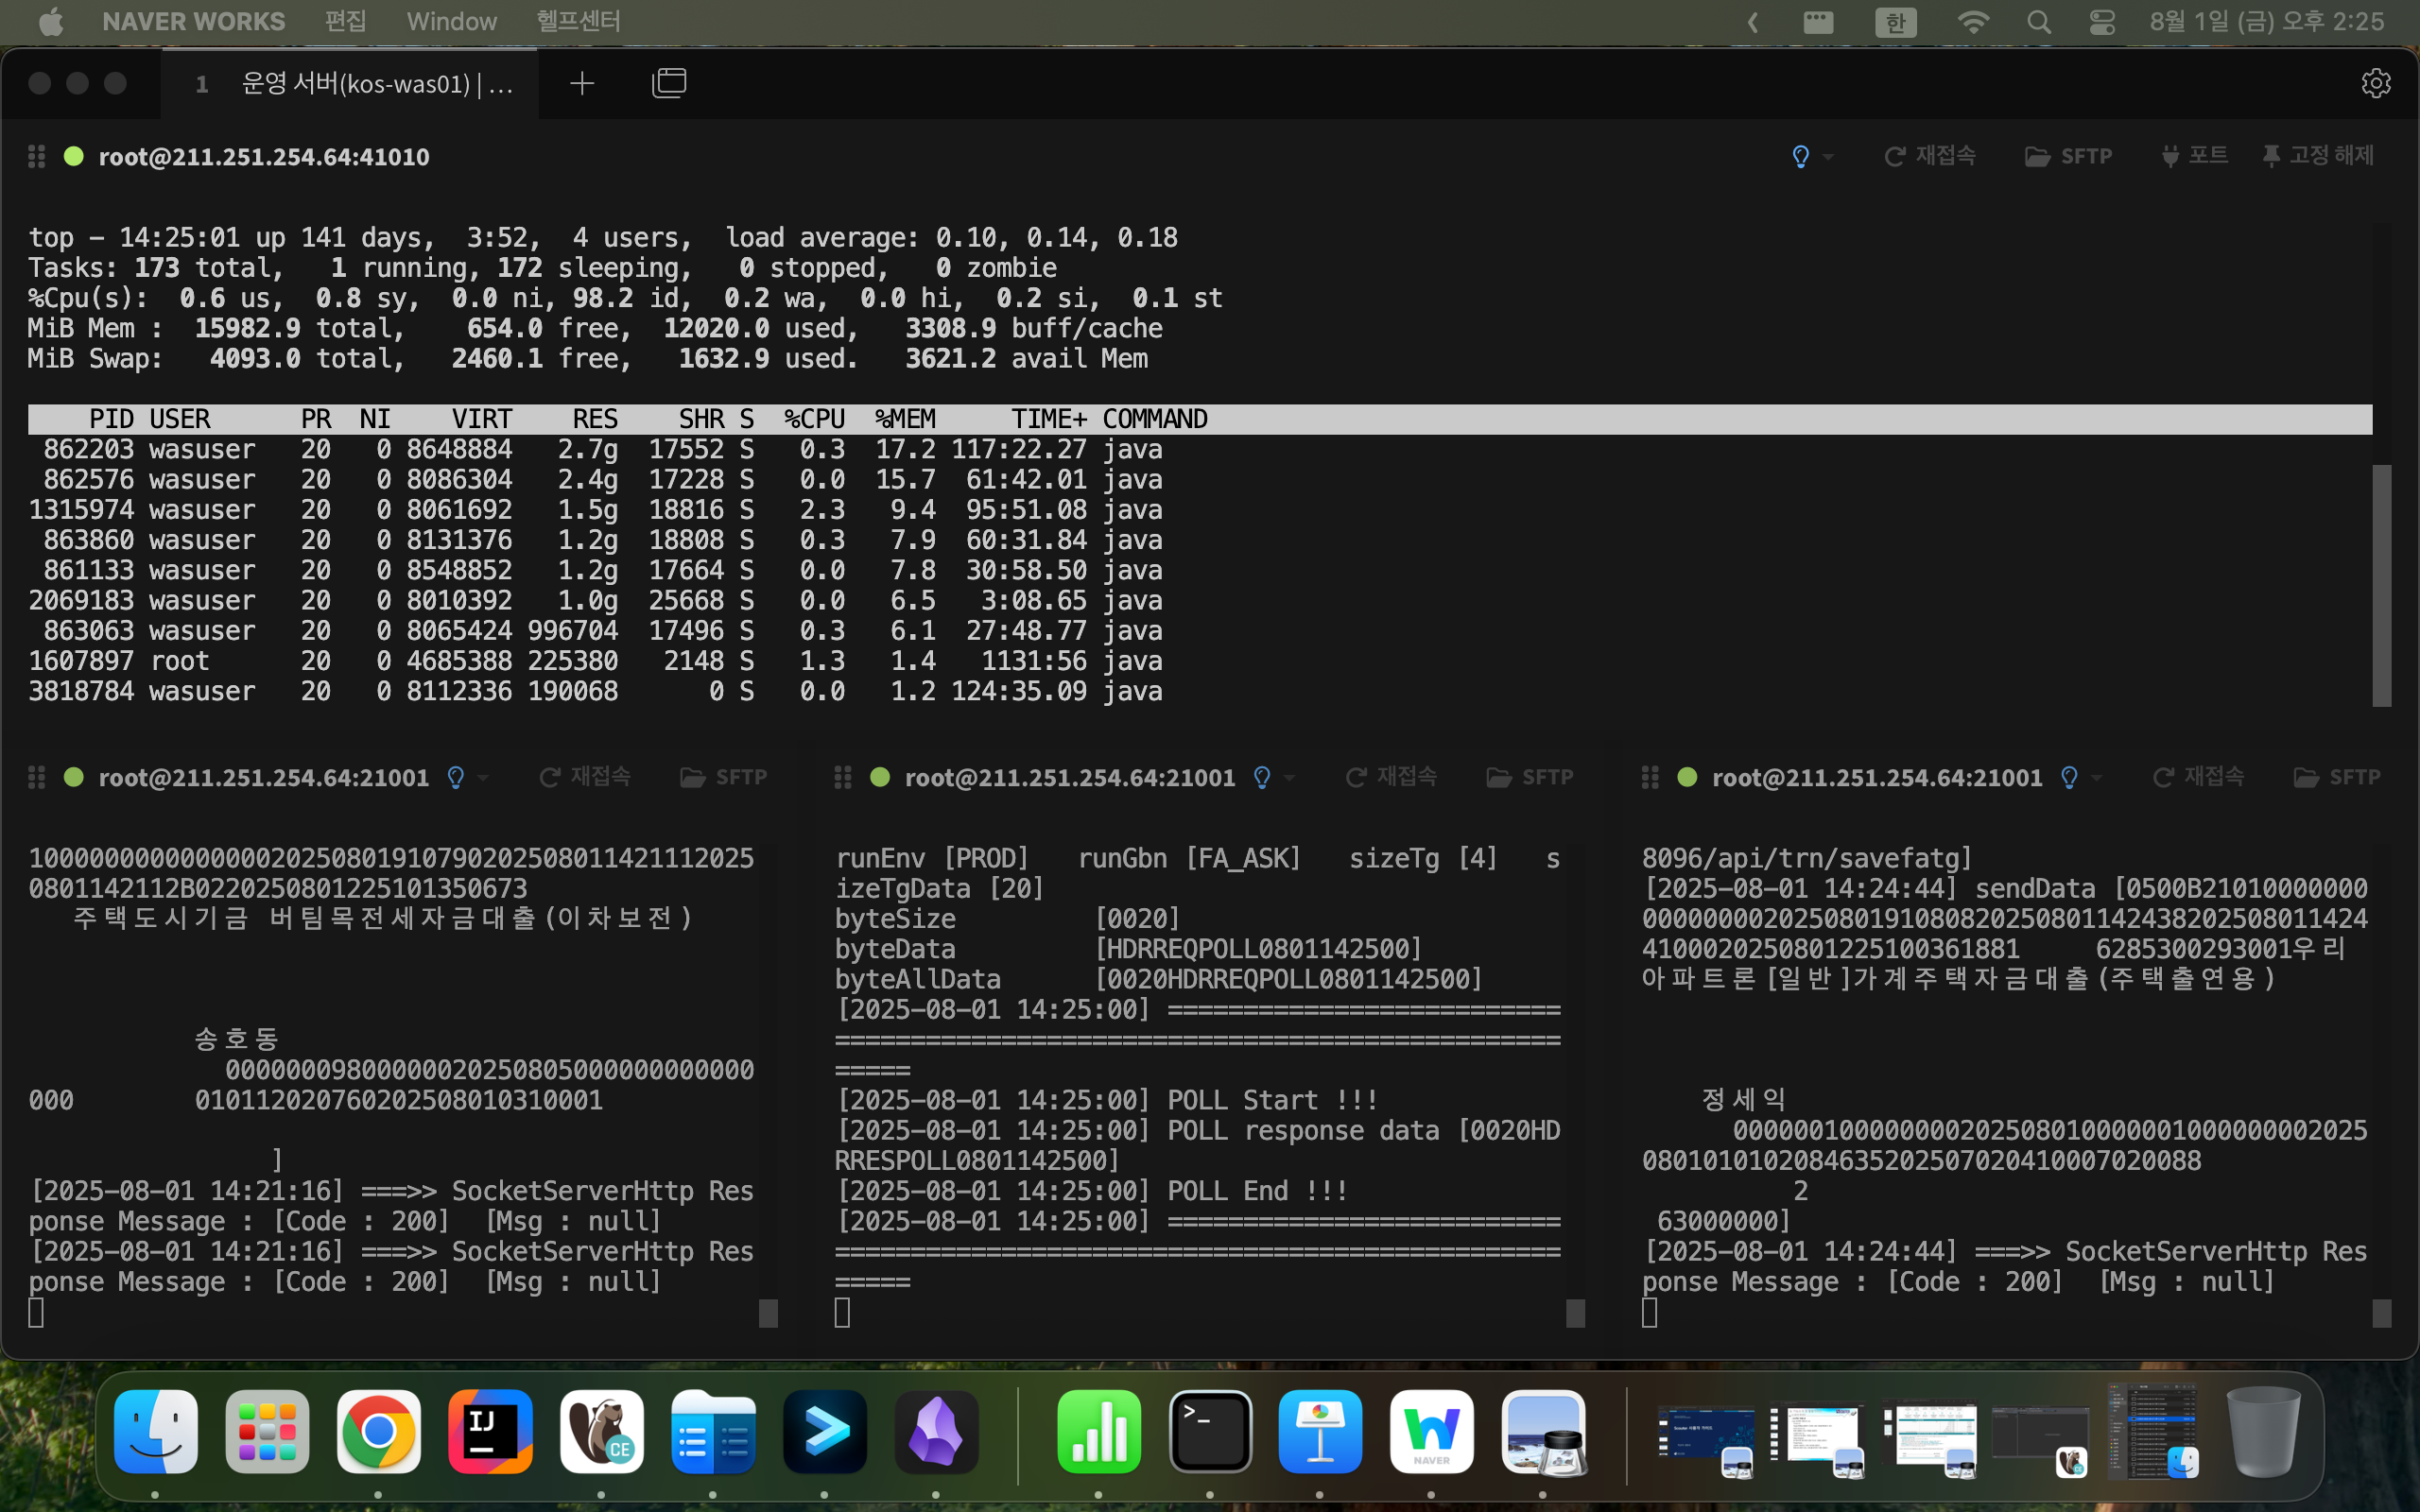 NAVER WORKS 편집 Window 헬프센터 한 8월 1일 (금) 오후 2:25
1 운영 서버(kos-was01) | ...
root@211.251.254.64:41010 재접속 SFTP 포트 고정 해제
top - 14:25:01 up 141 days, 3:52, 4 users, load average: 0.10, 0.14, 0.18
Tasks: 173 total, 1 running, 172 sleeping, 0 stopped, 0 zombie
%Cpu(s): 0.6 us, 0.8 sy, 0.0 ni, 98.2 id, 0.2 wa, 0.0 hi, 0.2 si, 0.1 st
MiB Mem : 15982.9 total, 654.0 free, 12020.0 used, 3308.9 buff/cache
MiB Swap: 4093.0 total, 2460.1 free, 1632.9 used. 3621.2 avail Mem
PID USER PR NI VIRT RES SHR S %CPU %MEM TIME+ COMMAND
862203 wasuser 20 0 8648884 2.7g 17552 S 0.3 17.2 117:22.27 java
862576 wasuser 20 0 8086304 2.4g 17228 S 0.0 15.7 61:42.01 java
1315974 wasuser 20 0 8061692 1.5g 18816 S 2.3 9.4 95:51.08 java
863860 wasuser 20 0 8131376 1.2g 18808 S 0.3 7.9 60:31.84 java
861133 wasuser 20 0 8548852 1.2g 17664 S 0.0 7.8 30:58.50 java
2069183 wasuser 20 0 8010392 1.0g 25668 S 0.0 6.5 3:08.65 java
863063 wasuser 20 0 8065424 996704 17496 S 0.3 6.1 27:48.77 java
1607897 root 20 0 4685388 225380 2148 S 1.3 1.4 1131:56 java
3818784 wasuser 20 0 8112336 190068 0 S 0.0 1.2 124:35.09 java
root@211.251.254.64:21001 재접속 SFTP
100000000000000020250801910790202508011421112025
0801142112B0220250801225101350673
주택도시기금 버팀목전세자금대출(이차보전)
송호동
00000009800000020250805000000000000
000 010112020760202508010310001
]
[2025-08-01 14:21:16] ===>> SocketServerHttp Res
ponse Message : [Code : 200] [Msg : null]
[2025-08-01 14:21:16] ===>> SocketServerHttp Res
ponse Message : [Code : 200] [Msg : null]
root@211.251.254.64:21001 재접속 SFTP
runEnv [PROD] runGbn [FA_ASK] sizeTg [4] s
izeTgData [20]
byteSize [0020]
byteData [HDRREQPOLL0801142500]
byteAllData [0020HDRREQPOLL0801142500]
[2025-08-01 14:25:00] ==========================
================================================
=====
[2025-08-01 14:25:00] POLL Start !!!
[2025-08-01 14:25:00] POLL response data [0020HD
RRESPOLL0801142500]
[2025-08-01 14:25:00] POLL End !!!
[2025-08-01 14:25:00] ==========================
================================================
=====
root@211.251.254.64:21001 재접속 SFTP
8096/api/trn/savefatg]
[2025-08-01 14:24:44] sendData [0500B21010000000
000000002025080191080820250801142438202508011424
4100020250801225100361881 6285300293001우리
아파트론[일반]가계주택자금대출(주택출연용)
정세익
000000100000000202508010000001000000002025
0801010102084635202507020410007020088
2
63000000]
[2025-08-01 14:24:44] ===>> SocketServerHttp Res
ponse Message : [Code : 200] [Msg : null]
IJ
CE
>_
NAVER